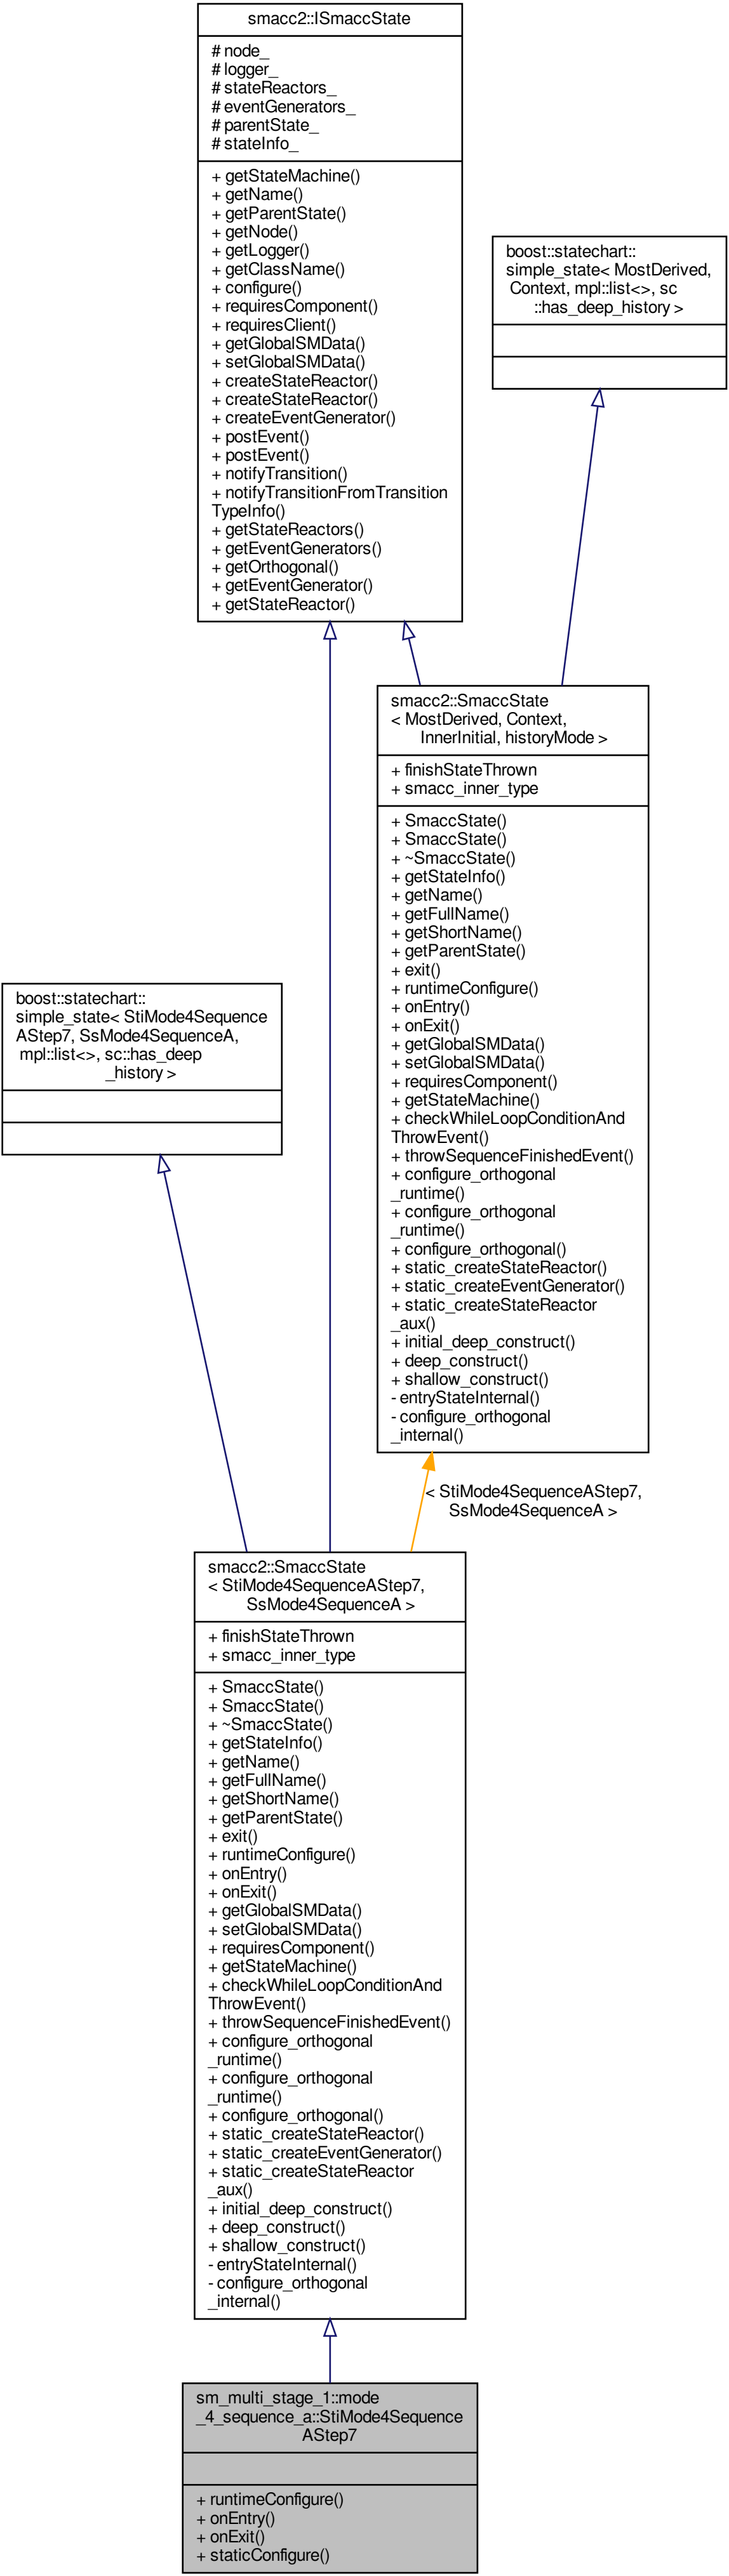 smacc2::ISmaccState
# node_
# logger_
# stateReactors_
# eventGenerators_
# parentState_
# stateInfo_
+ getStateMachine()
+ getName()
+ getParentState()
+ getNode()
+ getLogger()
+ getClassName()
+ configure()
+ requiresComponent()
+ requiresClient()
+ getGlobalSMData()
+ setGlobalSMData()
+ createStateReactor()
+ createStateReactor()
+ createEventGenerator()
+ postEvent()
+ postEvent()
+ notifyTransition()
+ notifyTransitionFromTransition
TypeInfo()
+ getStateReactors()
+ getEventGenerators()
+ getOrthogonal()
+ getEventGenerator()
+ getStateReactor()
boost::statechart::
simple_state< MostDerived,
Context, mpl::list<>, sc
::has_deep_history >
smacc2::SmaccState
< MostDerived, Context,
InnerInitial, historyMode >
+ finishStateThrown
+ smacc_inner_type
+ SmaccState()
+ SmaccState()
+ ~SmaccState()
+ getStateInfo()
+ getName()
+ getFullName()
+ getShortName()
+ getParentState()
+ exit()
+ runtimeConfigure()
+ onEntry()
+ onExit()
+ getGlobalSMData()
+ setGlobalSMData()
+ requiresComponent()
+ getStateMachine()
+ checkWhileLoopConditionAnd
ThrowEvent()
+ throwSequenceFinishedEvent()
+ configure_orthogonal
_runtime()
+ configure_orthogonal
_runtime()
+ configure_orthogonal()
+ static_createStateReactor()
+ static_createEventGenerator()
+ static_createStateReactor
_aux()
+ initial_deep_construct()
+ deep_construct()
+ shallow_construct()
- entryStateInternal()
- configure_orthogonal
_internal()
boost::statechart::
simple_state< StiMode4Sequence
AStep7, SsMode4SequenceA,
mpl::list<>, sc::has_deep
_history >
< StiMode4SequenceAStep7,
SsMode4SequenceA >
smacc2::SmaccState
< StiMode4SequenceAStep7,
SsMode4SequenceA >
+ finishStateThrown
+ smacc_inner_type
+ SmaccState()
+ SmaccState()
+ ~SmaccState()
+ getStateInfo()
+ getName()
+ getFullName()
+ getShortName()
+ getParentState()
+ exit()
+ runtimeConfigure()
+ onEntry()
+ onExit()
+ getGlobalSMData()
+ setGlobalSMData()
+ requiresComponent()
+ getStateMachine()
+ checkWhileLoopConditionAnd
ThrowEvent()
+ throwSequenceFinishedEvent()
+ configure_orthogonal
_runtime()
+ configure_orthogonal
_runtime()
+ configure_orthogonal()
+ static_createStateReactor()
+ static_createEventGenerator()
+ static_createStateReactor
_aux()
+ initial_deep_construct()
+ deep_construct()
+ shallow_construct()
- entryStateInternal()
- configure_orthogonal
_internal()
sm_multi_stage_1::mode
_4_sequence_a::StiMode4Sequence
AStep7
+ runtimeConfigure()
+ onEntry()
+ onExit()
+ staticConfigure()